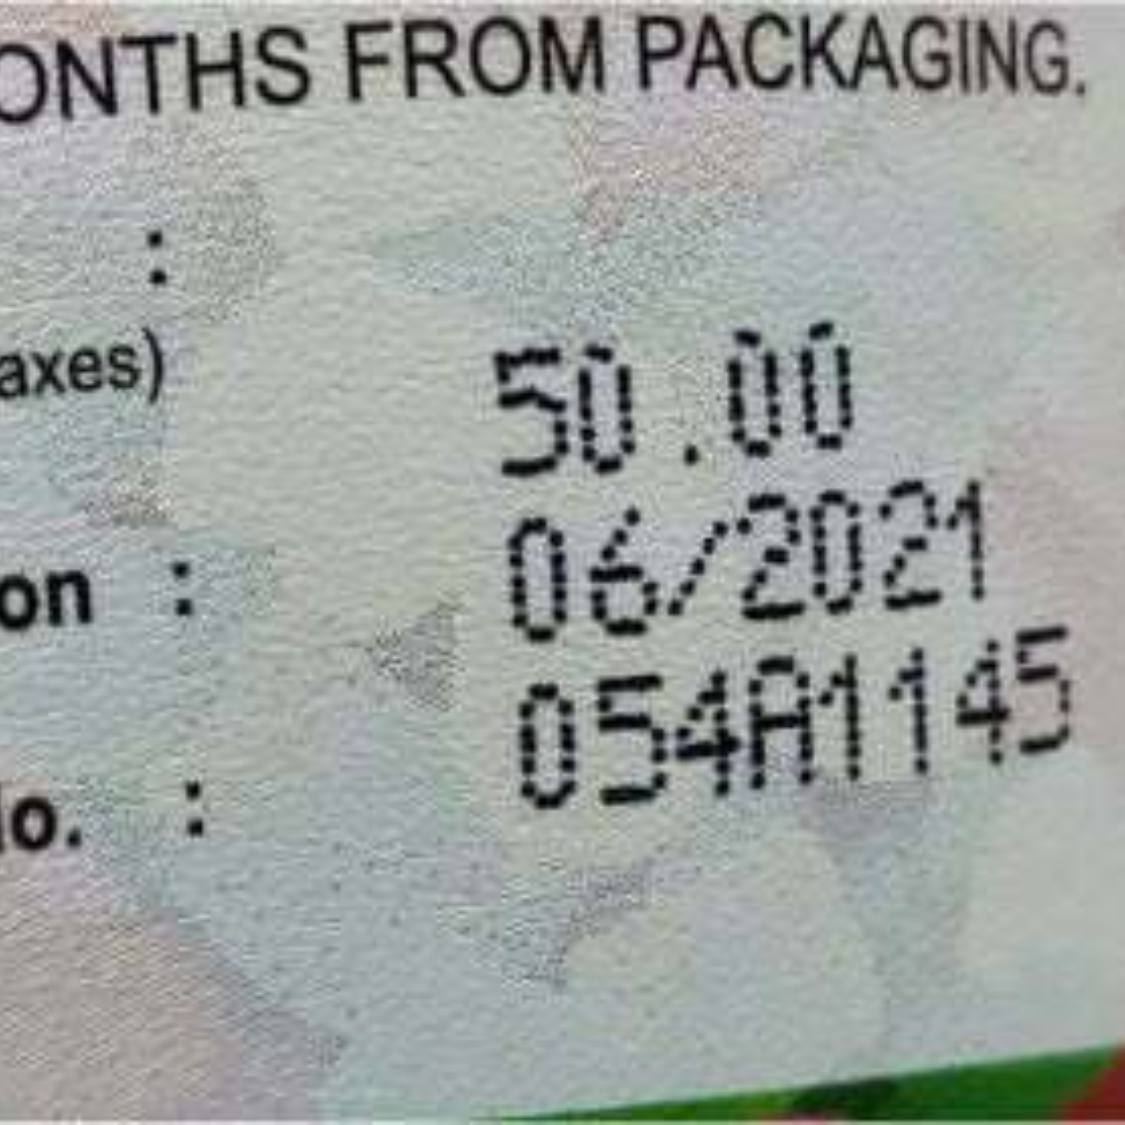 ONTHS FROM PACKAGING.
:
axes) 50.00
on : 06/2021
o. : 054A1145